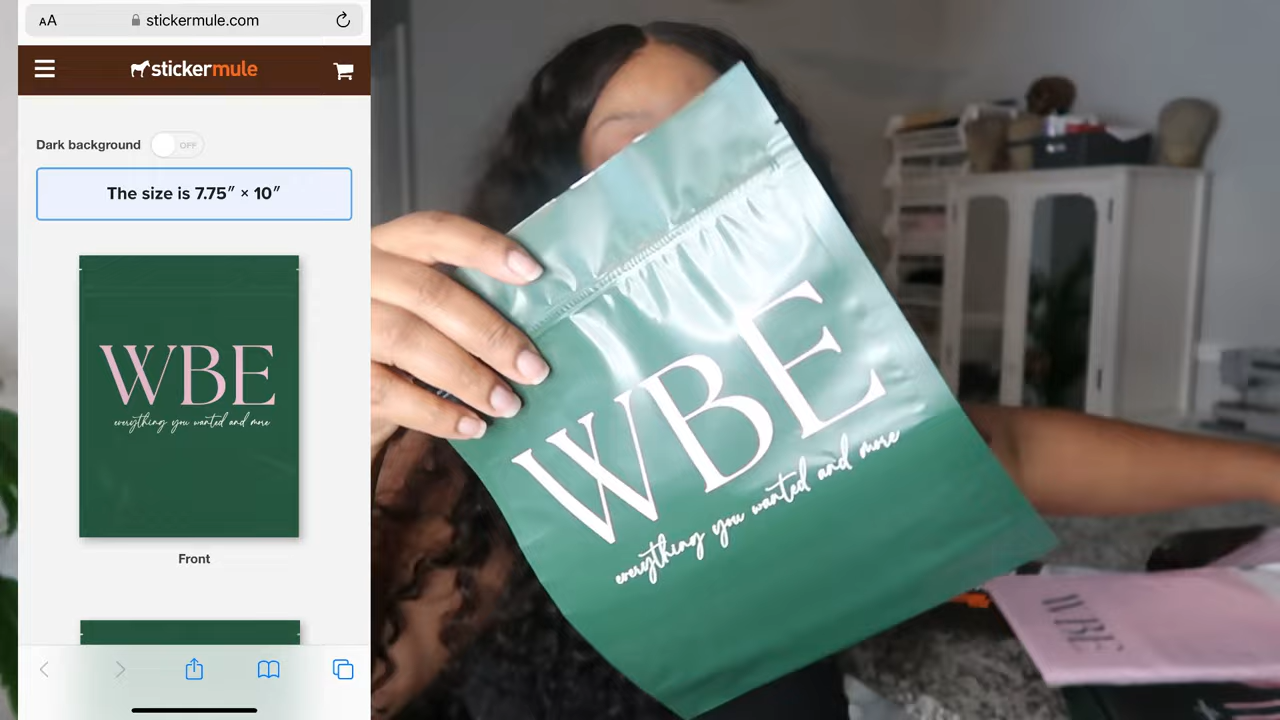 AA
stickermule.com
stickermule
Dark background
OFF
The size is 7.75" × 10"
WBE
everything you wanted and more
Front
WBE
everything you wanted and more
WBE